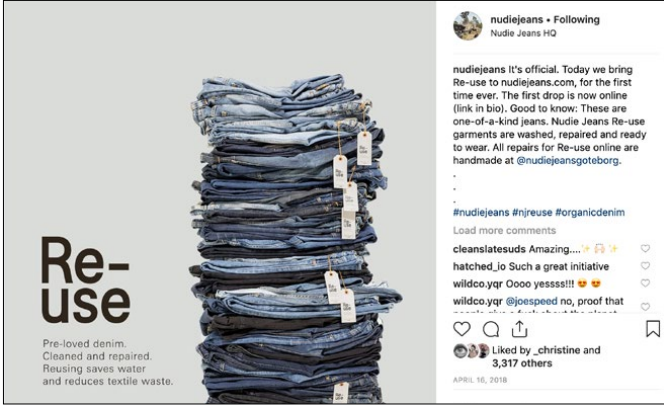 Re-
use
Pre-loved denim.
Cleaned and repaired.
Reusing saves water
and reduces textile waste.
nudiejeans • Following
Nudie Jeans HQ
nudiejeans It's official. Today we bring
Re-use to nudiejeans.com, for the first
time ever. The first drop is now online
(link in bio). Good to know: These are
one-of-a-kind jeans. Nudie Jeans Re-use
garments are washed, repaired and ready
to wear. All repairs for Re-use online are
handmade at @nudiejeansgoteborg.
.
.
.
#nudiejeans #njreuse #organicdenim
Load more comments
cleanslatesuds Amazing....✨ 👖 ✨
hatched_io Such a great initiative
wildco.yqr Oooo yessss!!! 😍 😍
wildco.yqr @joespeed no, proof that
Liked by _christine and
3,317 others
APRIL 16, 2018